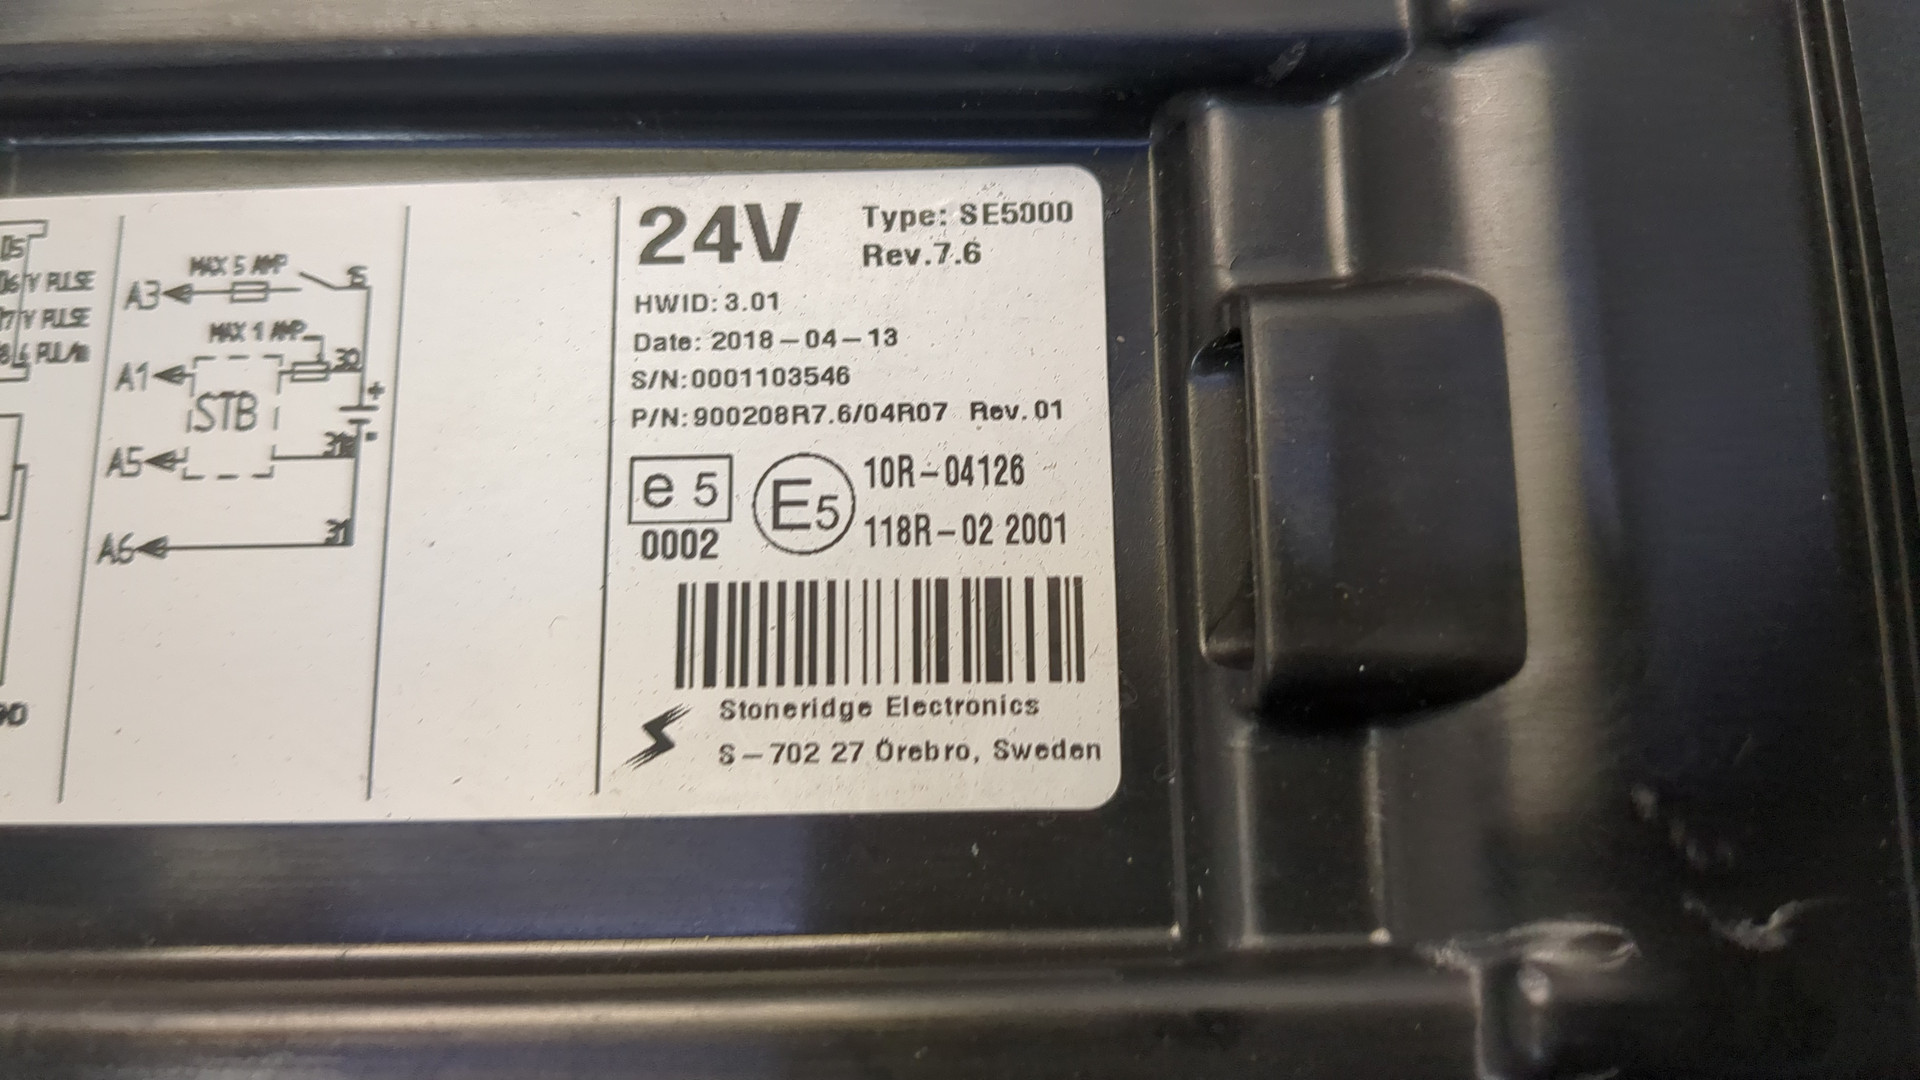 MAX 5 AMP
15
A3
V PULSE
V PULSE
MAX 1 AMP
30
A1
STB
+
-
A5
31
A6
24V
Type: SE5000
Rev.7.6
HWID: 3.01
Date: 2018-04-13
S/N:0001103546
P/N:900208R7.6/04R07 Rev.01
e 5
0002
E5
10R-04126
118R-02 2001
Stoneridge Electronics
S-702 27 Örebro, Sweden